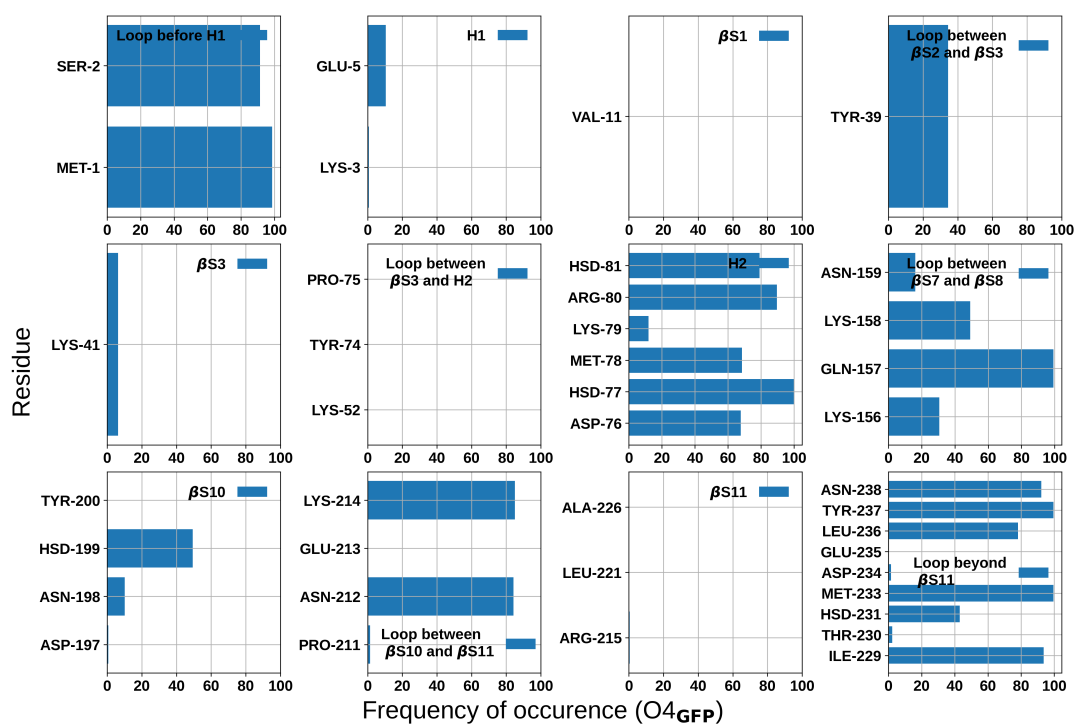 Loop before H1
SER-2
MET-1
0 20 40 60 80 100
H1
GLU-5
LYS-3
0 20 40 60 80 100
βS1
VAL-11
0 20 40 60 80 100
Loop between
βS2 and βS3
TYR-39
0 20 40 60 80 100
βS3
LYS-41
0 20 40 60 80 100
Loop between
βS3 and H2
PRO-75
TYR-74
LYS-52
0 20 40 60 80 100
H2
HSD-81
ARG-80
LYS-79
MET-78
HSD-77
ASP-76
0 20 40 60 80 100
Loop between
βS7 and βS8
ASN-159
LYS-158
GLN-157
LYS-156
0 20 40 60 80 100
βS10
TYR-200
HSD-199
ASN-198
ASP-197
0 20 40 60 80 100
LYS-214
GLU-213
ASN-212
PRO-211
Loop between
βS10 and βS11
0 20 40 60 80 100
βS11
ALA-226
LEU-221
ARG-215
0 20 40 60 80 100
ASN-238
TYR-237
LEU-236
GLU-235
ASP-234
MET-233
HSD-231
THR-230
ILE-229
Loop beyond
βS11
0 20 40 60 80 100
Residue
Frequency of occurence (O4GFP)